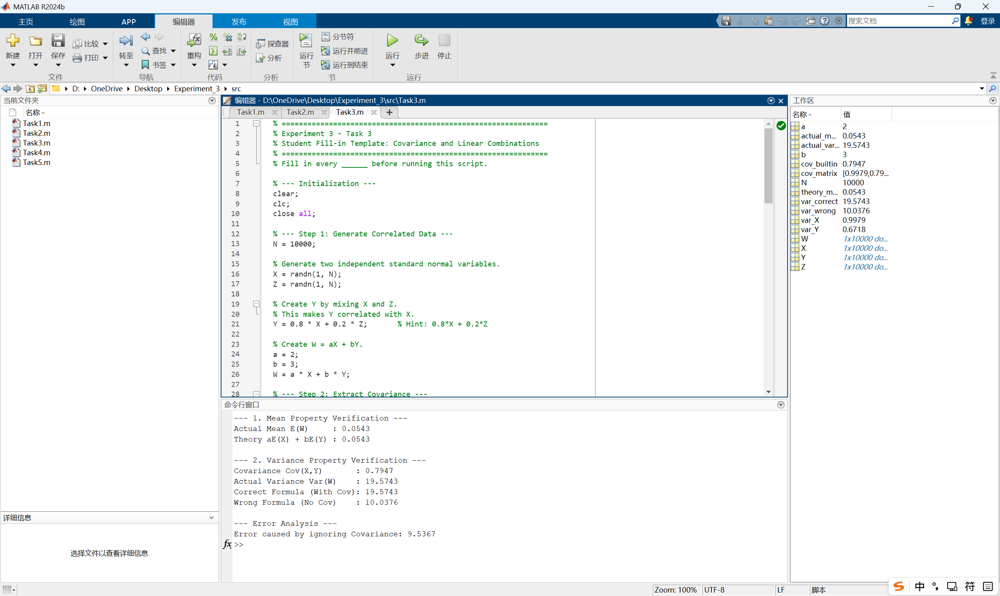 MATLAB R2024b
主页 绘图 APP 编辑器 发布 视图 搜索文档 登录
新建 打开 保存 比较 打印 文件
转至 查找 书签 导航
重构 代码
探查器 分析 分析
运行节 分节符 运行并前进 运行到结束 节
运行 步进 停止 运行
D: OneDrive Desktop Experiment_3 src
当前文件夹
名称
Task1.m
Task2.m
Task3.m
Task4.m
Task5.m
详细信息
选择文件以查看详细信息
编辑器 - D:\OneDrive\Desktop\Experiment_3\src\Task3.m
Task1.m Task2.m Task3.m +
1 % ==============================================================
2 % Experiment 3 - Task 3
3 % Student Fill-in Template: Covariance and Linear Combinations
4 % ==============================================================
5 % Fill in every ______ before running this script.
6
7 % --- Initialization ---
8 clear;
9 clc;
10 close all;
11
12 % --- Step 1: Generate Correlated Data ---
13 N = 10000;
14
15 % Generate two independent standard normal variables.
16 X = randn(1, N);
17 Z = randn(1, N);
18
19 % Create Y by mixing X and Z.
20 % This makes Y correlated with X.
21 Y = 0.8 * X + 0.2 * Z; % Hint: 0.8*X + 0.2*Z
22
23 % Create W = aX + bY.
24 a = 2;
25 b = 3;
26 W = a * X + b * Y;
27
28 % --- Step 2: Extract Covariance ---
命令行窗口
--- 1. Mean Property Verification ---
Actual Mean E(W) : 0.0543
Theory aE(X) + bE(Y) : 0.0543
--- 2. Variance Property Verification ---
Covariance Cov(X,Y) : 0.7947
Actual Variance Var(W) : 19.5743
Correct Formula (With Cov): 19.5743
Wrong Formula (No Cov) : 10.0376
--- Error Analysis ---
Error caused by ignoring Covariance: 9.5367
fx >>
工作区
名称 值
a 2
actual_m... 0.0543
actual_var... 19.5743
b 3
cov_builtin 0.7947
cov_matrix [0.9979,0.79...
N 10000
theory_m... 0.0543
var_correct 19.5743
var_wrong 10.0376
var_X 0.9979
var_Y 0.6718
W 1x10000 do...
X 1x10000 do...
Y 1x10000 do...
Z 1x10000 do...
Zoom: 100% UTF-8 LF 脚本
中 °, 符